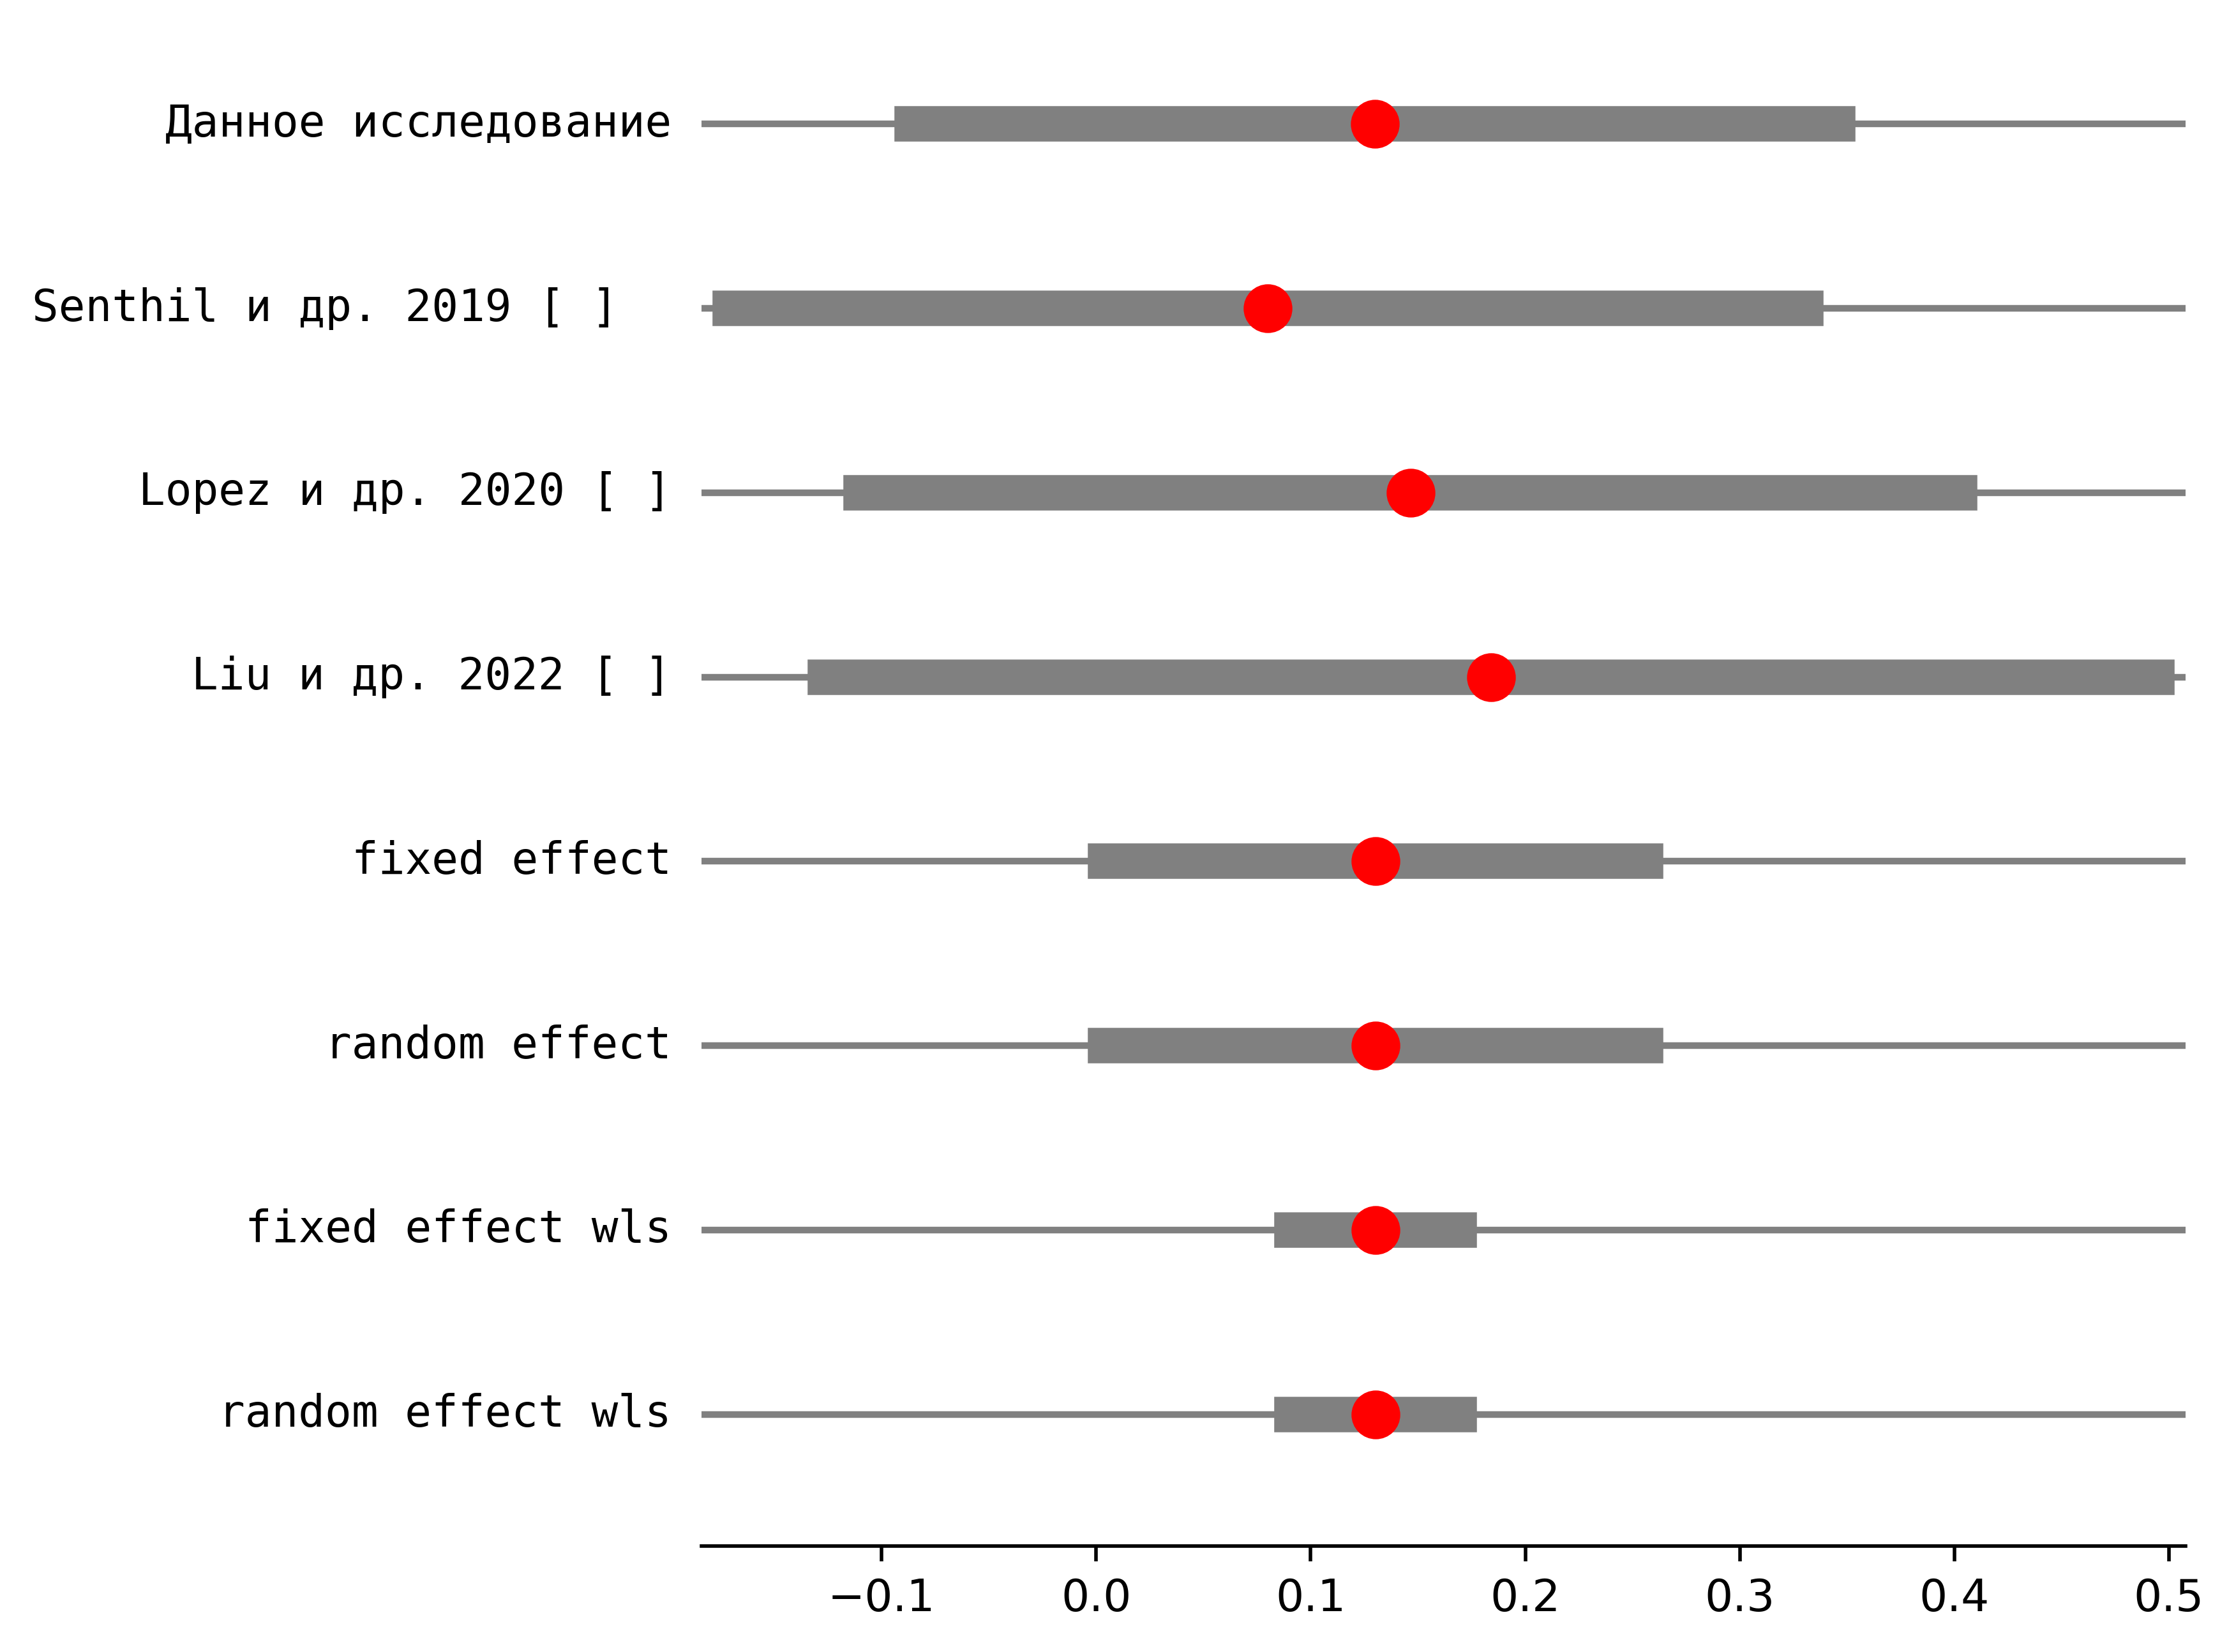 Данное исследование
Senthil и др. 2019 [ ]
Lopez и др. 2020 [ ]
Liu и др. 2022 [ ]
fixed effect
random effect
fixed effect wls
random effect wls
−0.1 0.0 0.1 0.2 0.3 0.4 0.5